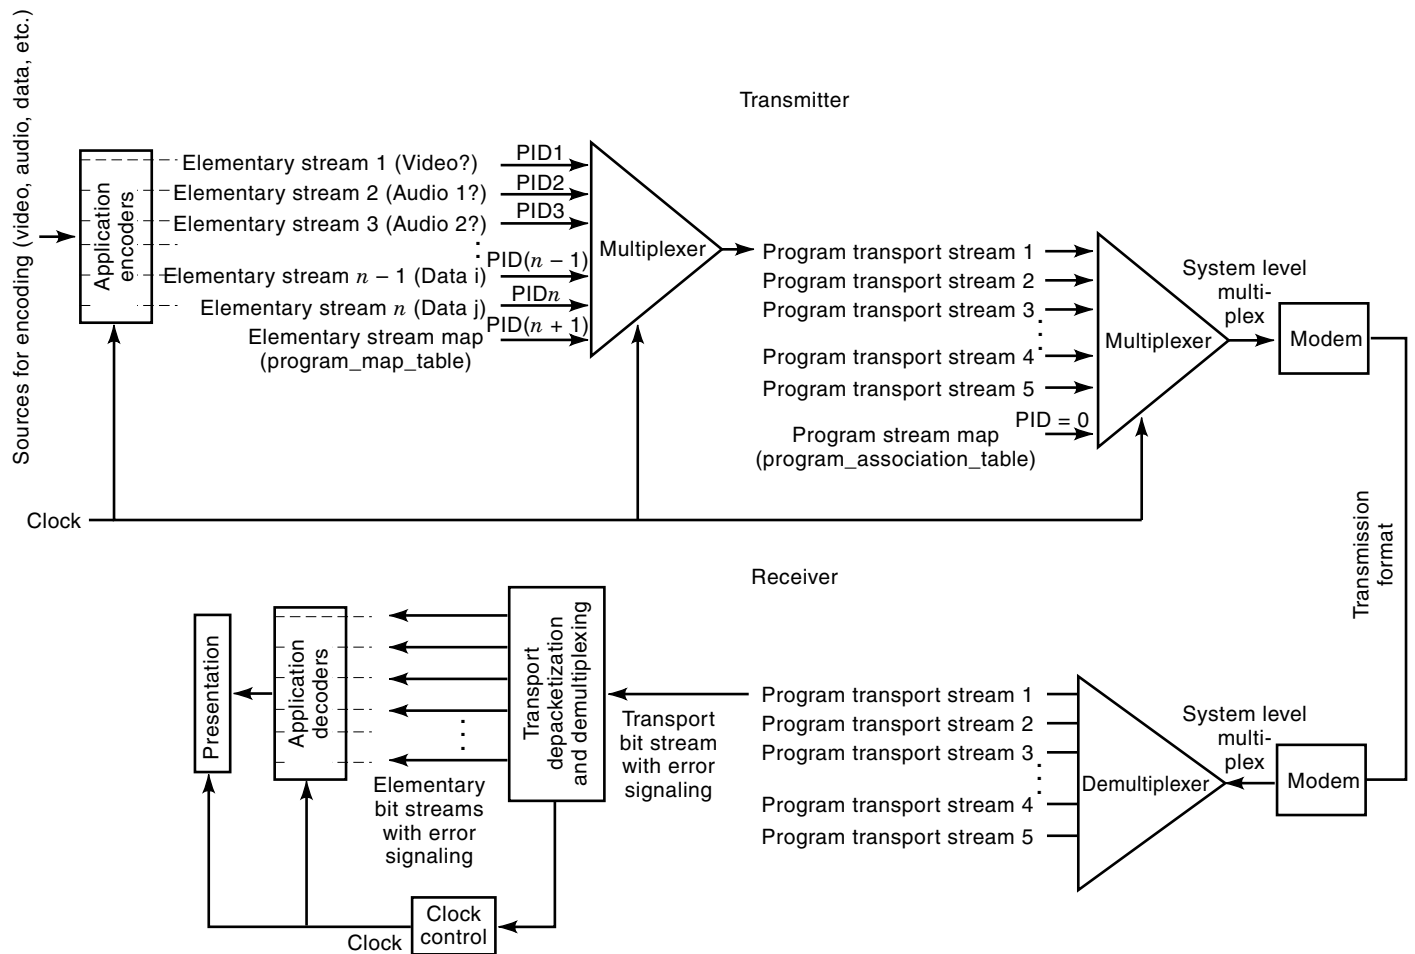 Sources for encoding (video, audio, data, etc.)
Transmitter
Application
encoders
Elementary stream 1 (Video?)
PID1
Elementary stream 2 (Audio 1?)
PID2
Elementary stream 3 (Audio 2?)
PID3
Elementary stream n – 1 (Data i)
PID(n – 1)
Elementary stream n (Data j)
PIDn
Elementary stream map
(program_map_table)
PID(n + 1)
Multiplexer
Program transport stream 1
Program transport stream 2
Program transport stream 3
Program transport stream 4
Program transport stream 5
PID = 0
Program stream map
(program_association_table)
Multiplexer
System level
multi-
plex
Modem
Clock
Transmission
format
Receiver
Presentation
Application
decoders
Elementary
bit streams
with error
signaling
Transport
depacketization
and demultiplexing
Transport
bit stream
with error
signaling
Program transport stream 1
Program transport stream 2
Program transport stream 3
Program transport stream 4
Program transport stream 5
Demultiplexer
System level
multi-
plex
Modem
Clock
control
Clock